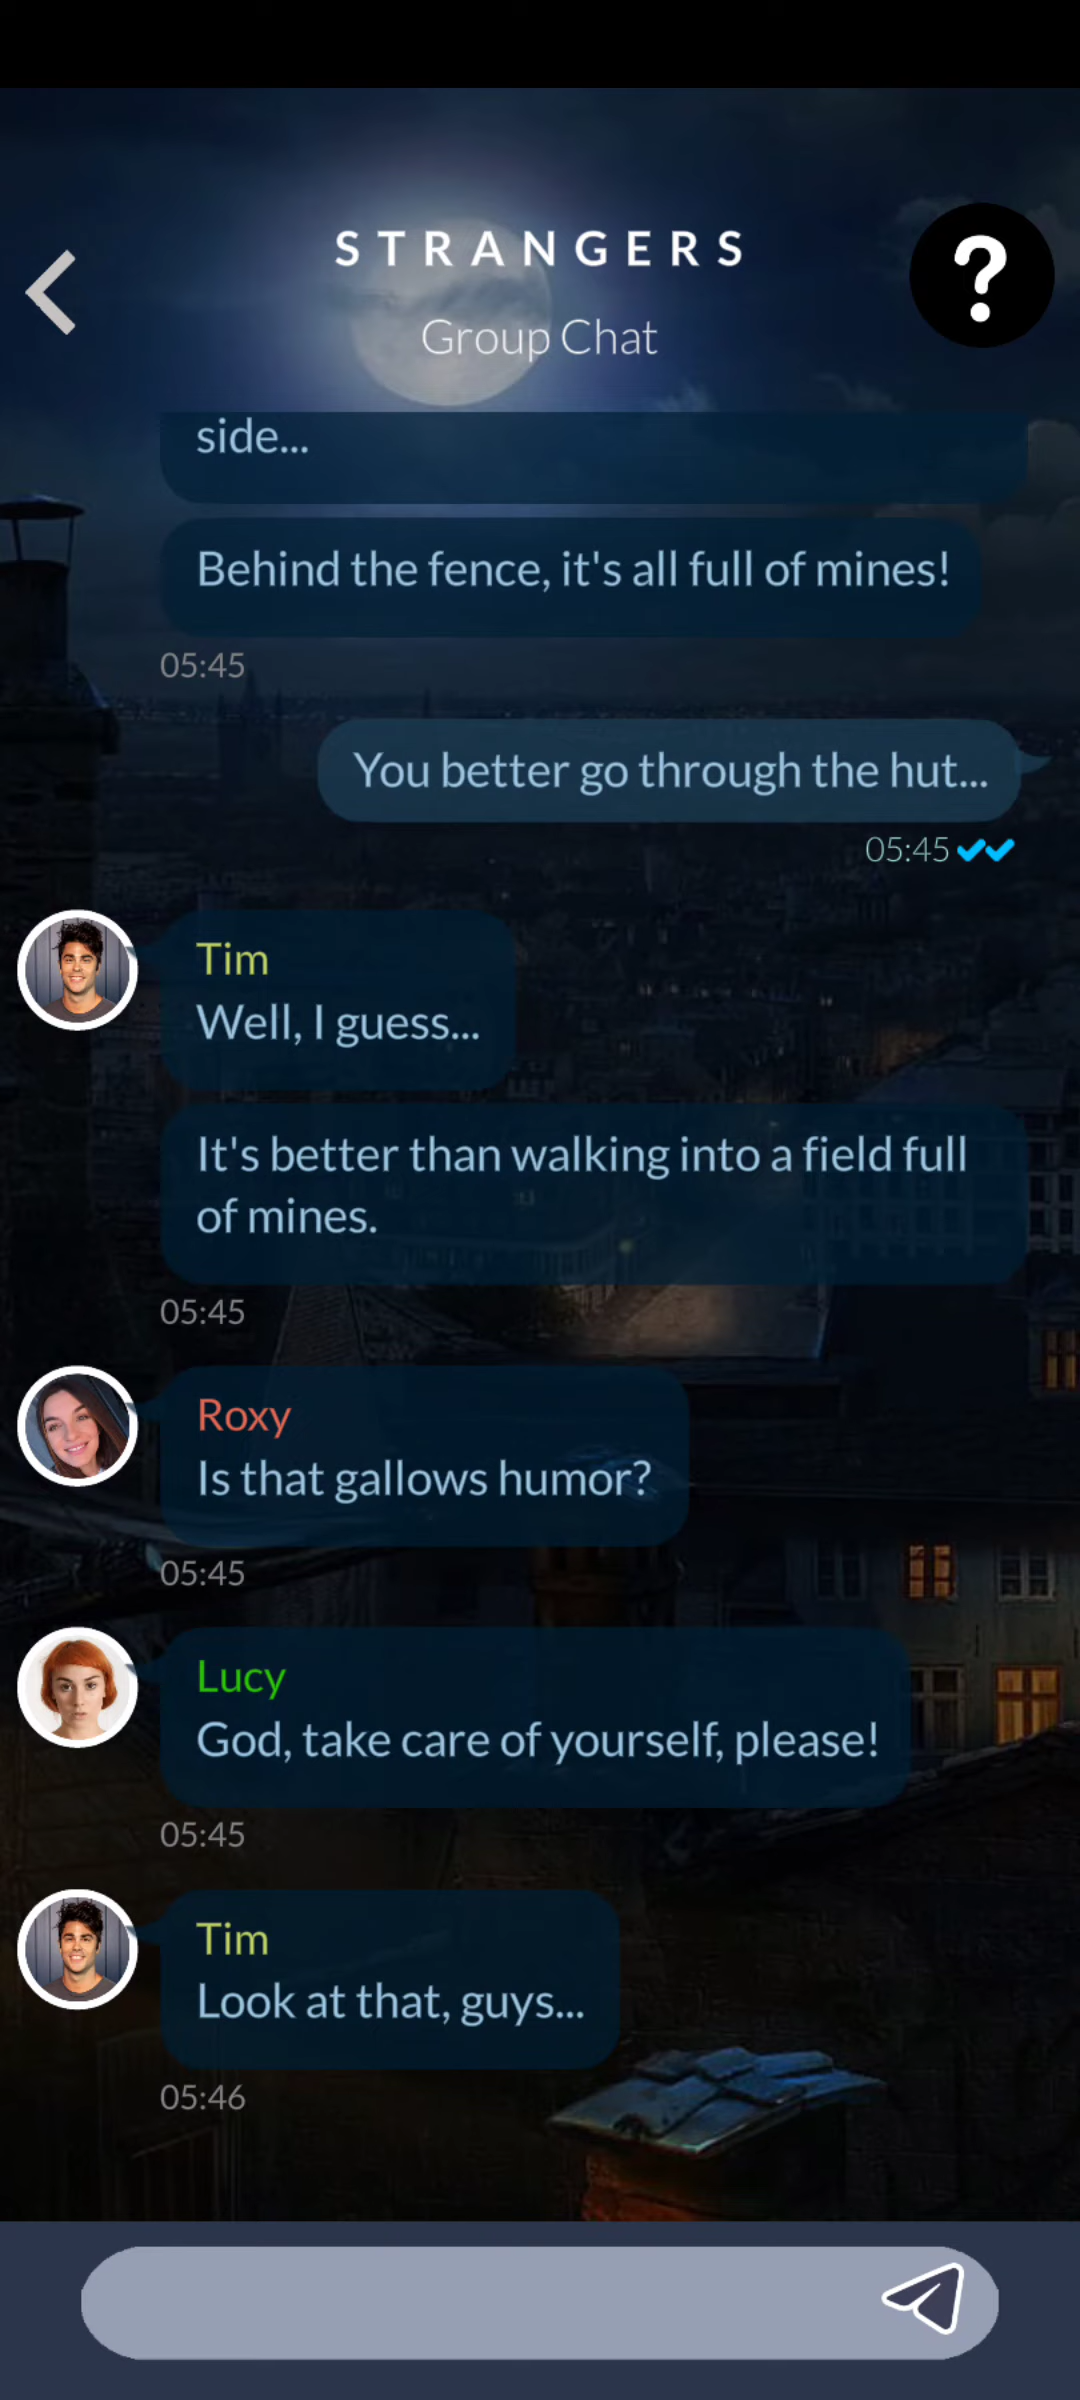 STRANGERS
Group Chat
side...
Behind the fence, it's all full of mines!
05:45
You better go through the hut...
05:45
Tim
Well, I guess...
It's better than walking into a field full
of mines.
05:45
Roxy
Is that gallows humor?
05:45
Lucy
God, take care of yourself, please!
05:45
Tim
Look at that, guys...
05:46